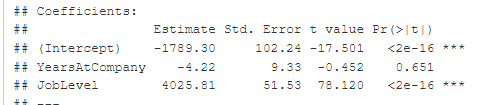 ## Coefficients:
##                Estimate Std. Error t value Pr(>|t|)
## (Intercept)    -1789.30     102.24 -17.501   <2e-16 ***
## YearsAtCompany    -4.22       9.33  -0.452    0.651
## JobLevel        4025.81      51.53  78.120   <2e-16 ***
## ---